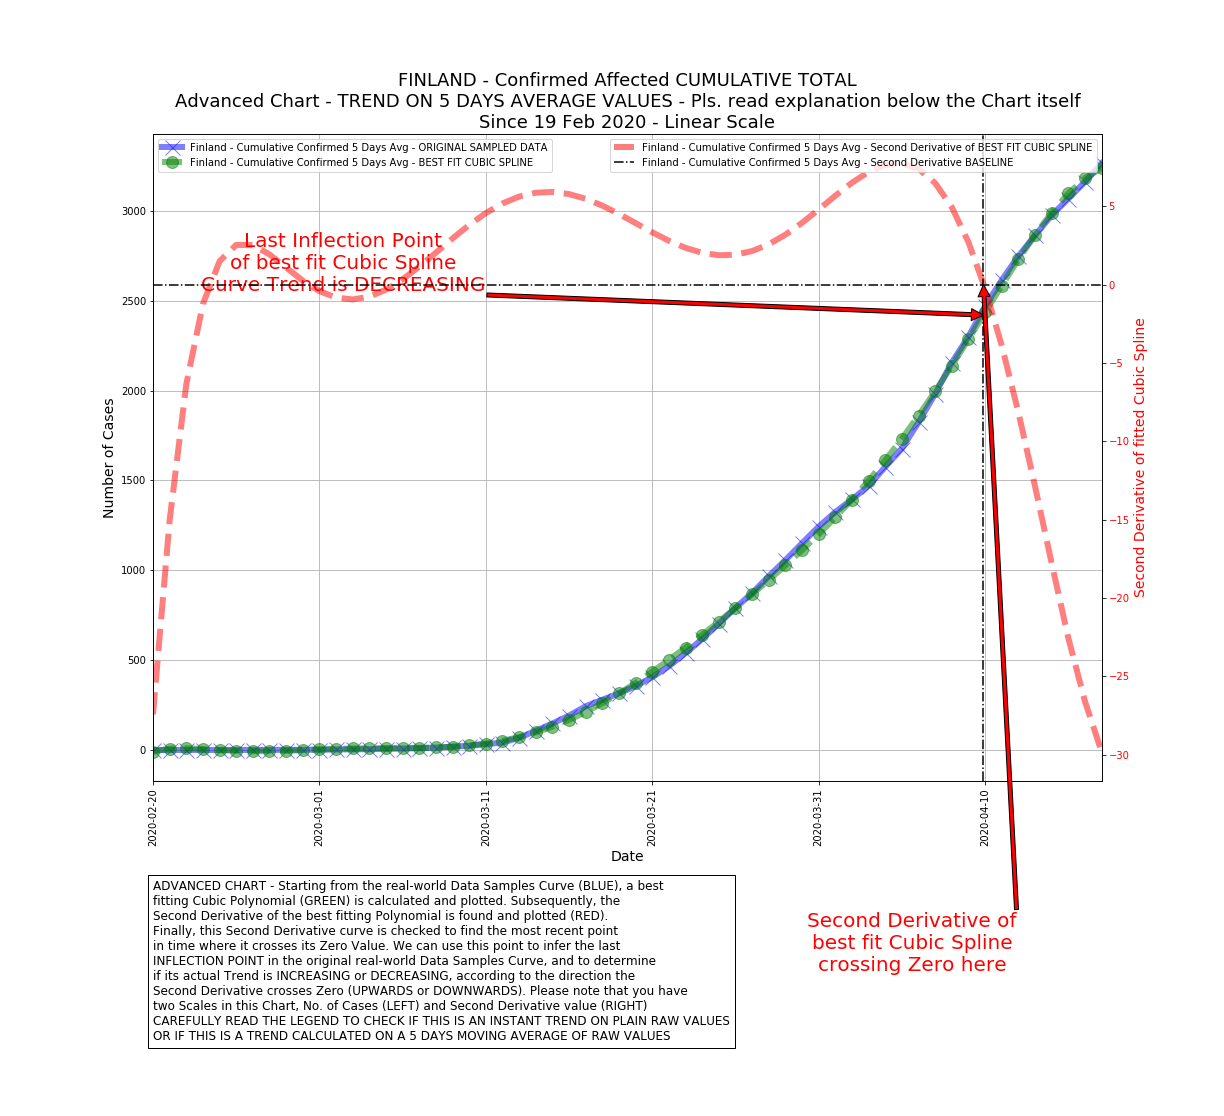 FINLAND - Confirmed Affected CUMULATIVE TOTAL
Advanced Chart - TREND ON 5 DAYS AVERAGE VALUES - Pls. read explanation below the Chart itself
Since 19 Feb 2020 - Linear Scale
Finland - Cumulative Confirmed 5 Days Avg - ORIGINAL SAMPLED DATA
Finland - Cumulative Confirmed 5 Days Avg - BEST FIT CUBIC SPLINE
Finland - Cumulative Confirmed 5 Days Avg - Second Derivative of BEST FIT CUBIC SPLINE
Finland - Cumulative Confirmed 5 Days Avg - Second Derivative BASELINE
Last Inflection Point
of best fit Cubic Spline
Curve Trend is DECREASING
Number of Cases
3000
2500
2000
1500
1000
500
0
5
0
−5
−10
−15
−20
−25
−30
Second Derivative of fitted Cubic Spline
2020-02-20
2020-03-01
2020-03-11
2020-03-21
2020-03-31
2020-04-10
Date
ADVANCED CHART - Starting from the real-world Data Samples Curve (BLUE), a best
fitting Cubic Polynomial (GREEN) is calculated and plotted. Subsequently, the
Second Derivative of the best fitting Polynomial is found and plotted (RED).
Finally, this Second Derivative curve is checked to find the most recent point
in time where it crosses its Zero Value. We can use this point to infer the last
INFLECTION POINT in the original real-world Data Samples Curve, and to determine
if its actual Trend is INCREASING or DECREASING, according to the direction the
Second Derivative crosses Zero (UPWARDS or DOWNWARDS). Please note that you have
two Scales in this Chart, No. of Cases (LEFT) and Second Derivative value (RIGHT)
CAREFULLY READ THE LEGEND TO CHECK IF THIS IS AN INSTANT TREND ON PLAIN RAW VALUES
OR IF THIS IS A TREND CALCULATED ON A 5 DAYS MOVING AVERAGE OF RAW VALUES
Second Derivative of
best fit Cubic Spline
crossing Zero here